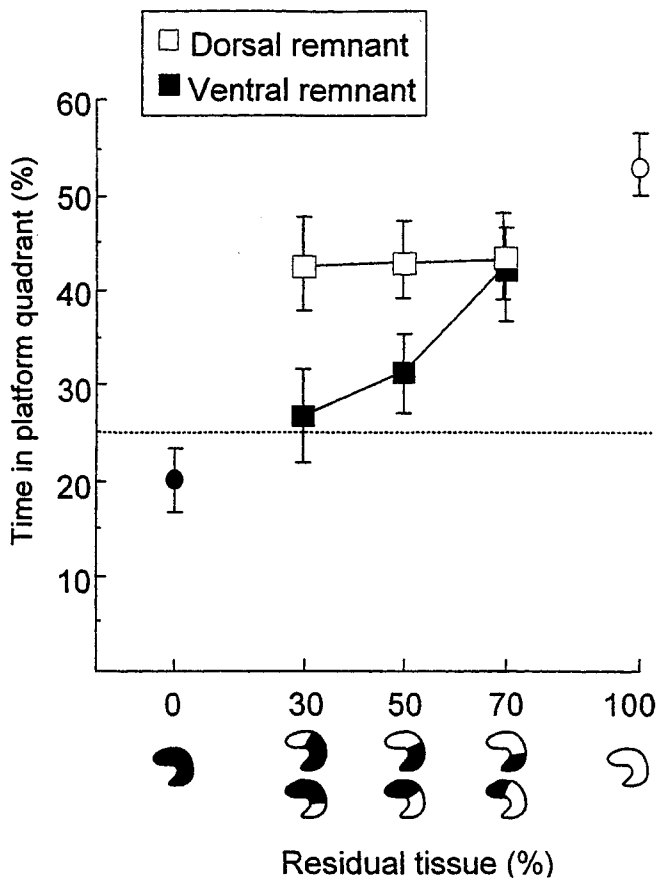 Dorsal remnant
Ventral remnant
Time in platform quadrant (%)
60
50
40
30
20
10
0 30 50 70 100
Residual tissue (%)